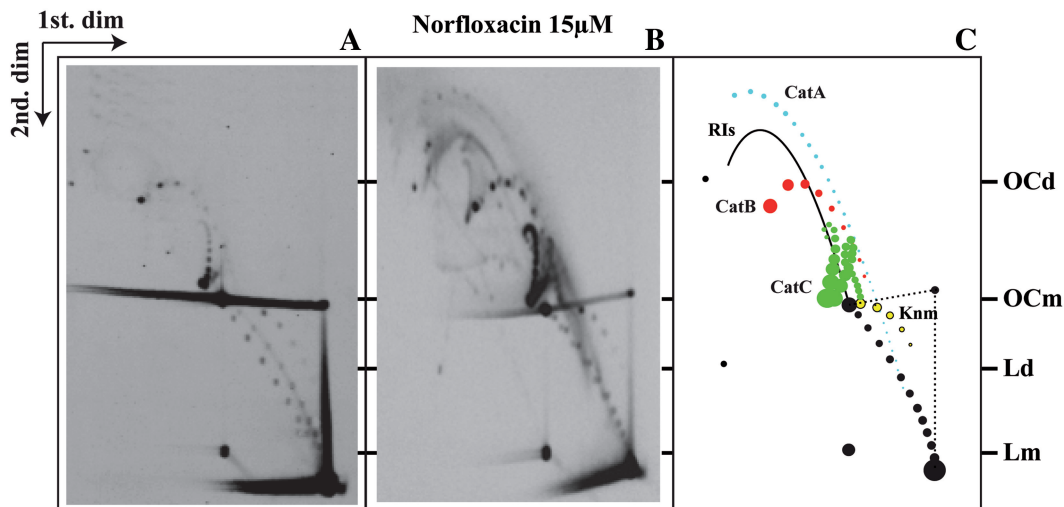 1st. dim
2nd. dim
Norfloxacin 15µM
A
B
C
CatA
RIs
OCd
CatB
CatC
OCm
Knm
Ld
Lm